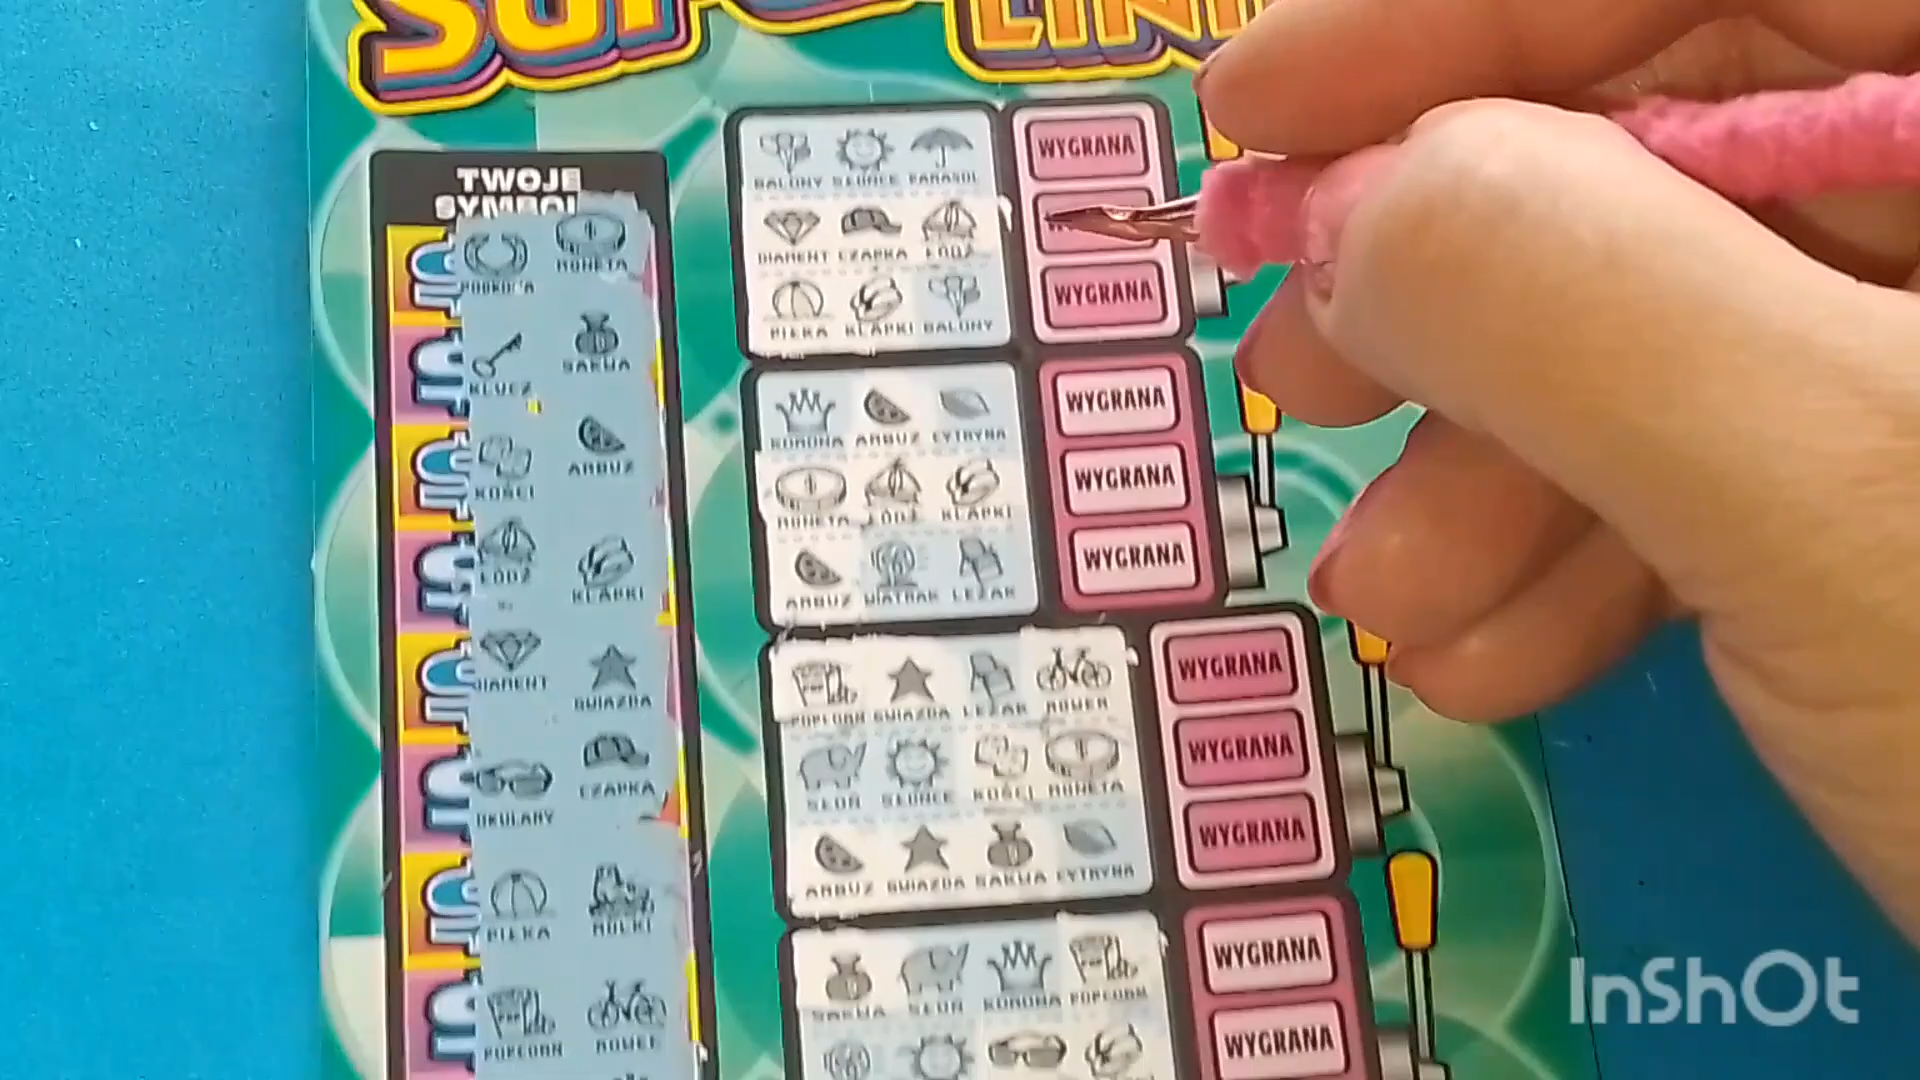 SUPER
LINI
TWOJE
SYMBOL
PODKOWA MONETA
KLUCZ SAKWA
KOŚCI ARBUZ
ŁÓDŹ KLAPKI
DIAMENT GWIAZDA
OKULARY CZAPKA
PIŁKA ROLKI
POPCORN ROWER
BALONY SŁOŃCE PARASOL
WYGRANA
DIAMENT CZAPKA ŁÓDŹ
PIŁKA KLAPKI BALONY
WYGRANA
KORONA ARBUZ CYTRYNA
WYGRANA
MONETA ŁÓDŹ KLAPKI
WYGRANA
ARBUZ WIATRAK LEŻAK
WYGRANA
POPCORN GWIAZDA LEŻAK ROWER
WYGRANA
SŁOŃ SŁOŃCE KOŚCI MONETA
WYGRANA
ARBUZ GWIAZDA SAKWA CYTRYNA
WYGRANA
SAKWA SŁOŃ KORONA POPCORN
WYGRANA
WYGRANA
InShOt